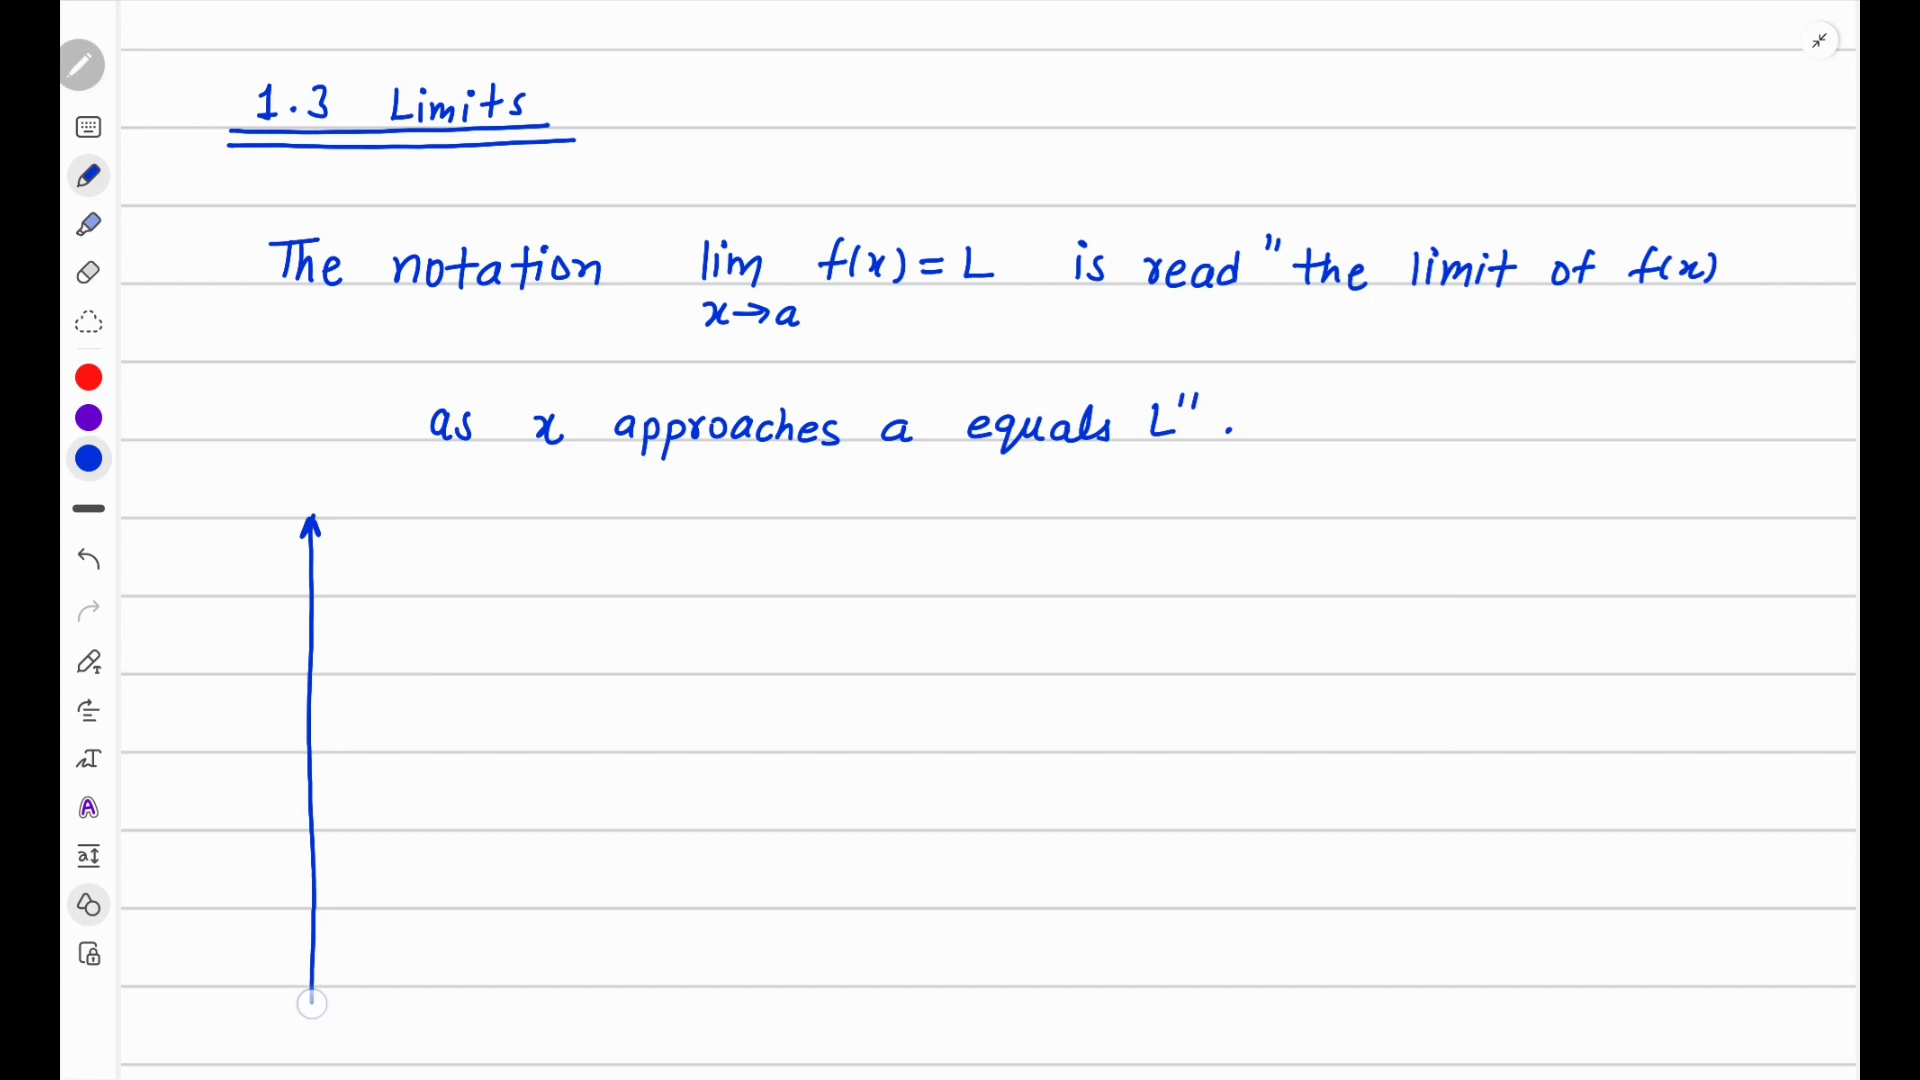 1.3 Limits
The notation lim f(x) = L is read "the limit of f(x)
x→a
as x approaches a equals L".